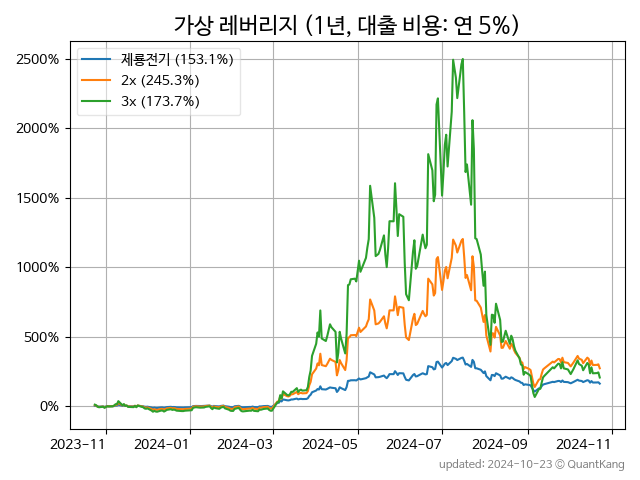 가상 레버리지 (1년, 대출 비용: 연 5%)
제룡전기 (153.1%)
2x (245.3%)
3x (173.7%)
2500%
2000%
1500%
1000%
500%
0%
2023-11 2024-01 2024-03 2024-05 2024-07 2024-09 2024-11
updated: 2024-10-23 © QuantKang